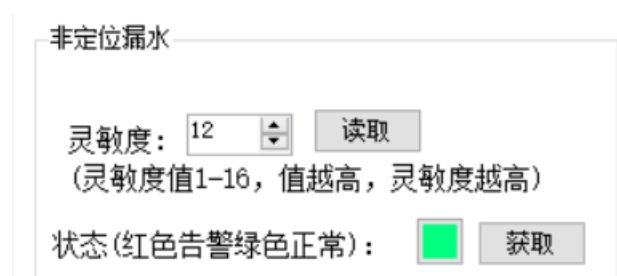 非定位漏水
灵敏度: 12 读取
(灵敏度值1-16, 值越高, 灵敏度越高)
状态(红色告警绿色正常): 获取